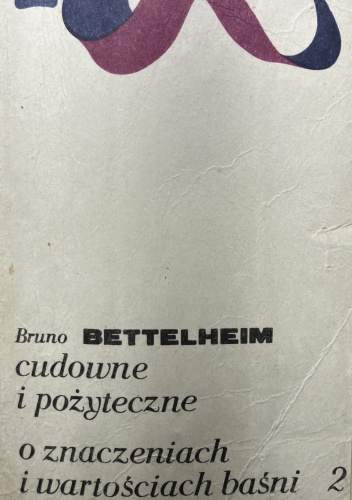 Bruno BETTELHEIM
cudowne
i pożyteczne
o znaczeniach
i wartościach baśni 2